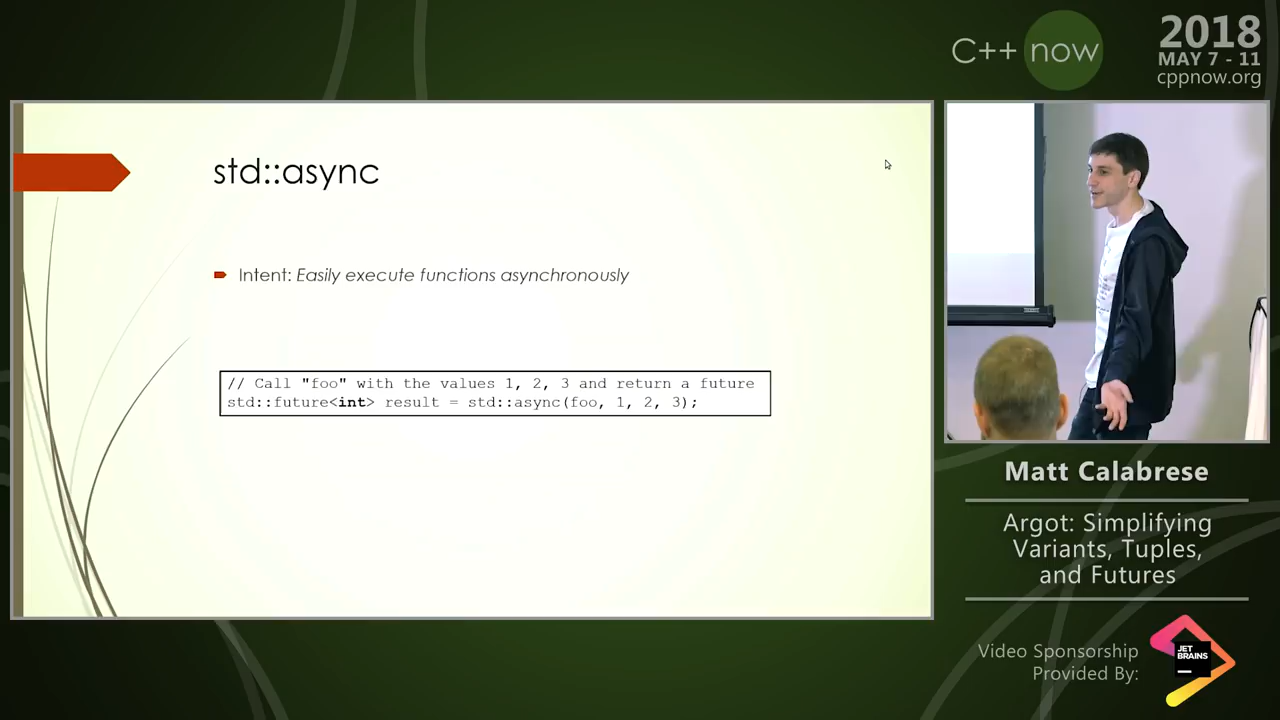 C++ now
2018
MAY 7 - 11
cppnow.org
std::async
Intent: Easily execute functions asynchronously
// Call "foo" with the values 1, 2, 3 and return a future
std::future<int> result = std::async(foo, 1, 2, 3);
Matt Calabrese
Argot: Simplifying
Variants, Tuples,
and Futures
Video Sponsorship
Provided By:
JET
BRAINS